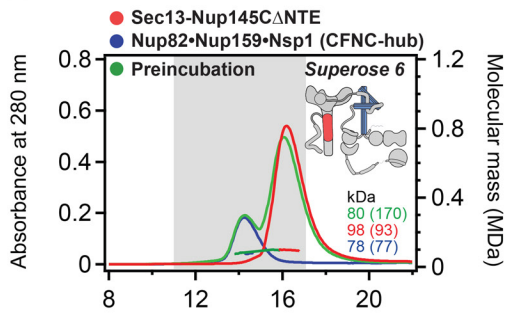 Sec13-Nup145CΔNTE
Nup82•Nup159•Nsp1 (CFNC-hub)
Preincubation
Superose 6
Absorbance at 280 nm
0.8
0.6
0.4
0.2
0
8
12
16
20
1.2
0.8
0.4
0
Molecular mass (MDa)
kDa
80 (170)
98 (93)
78 (77)